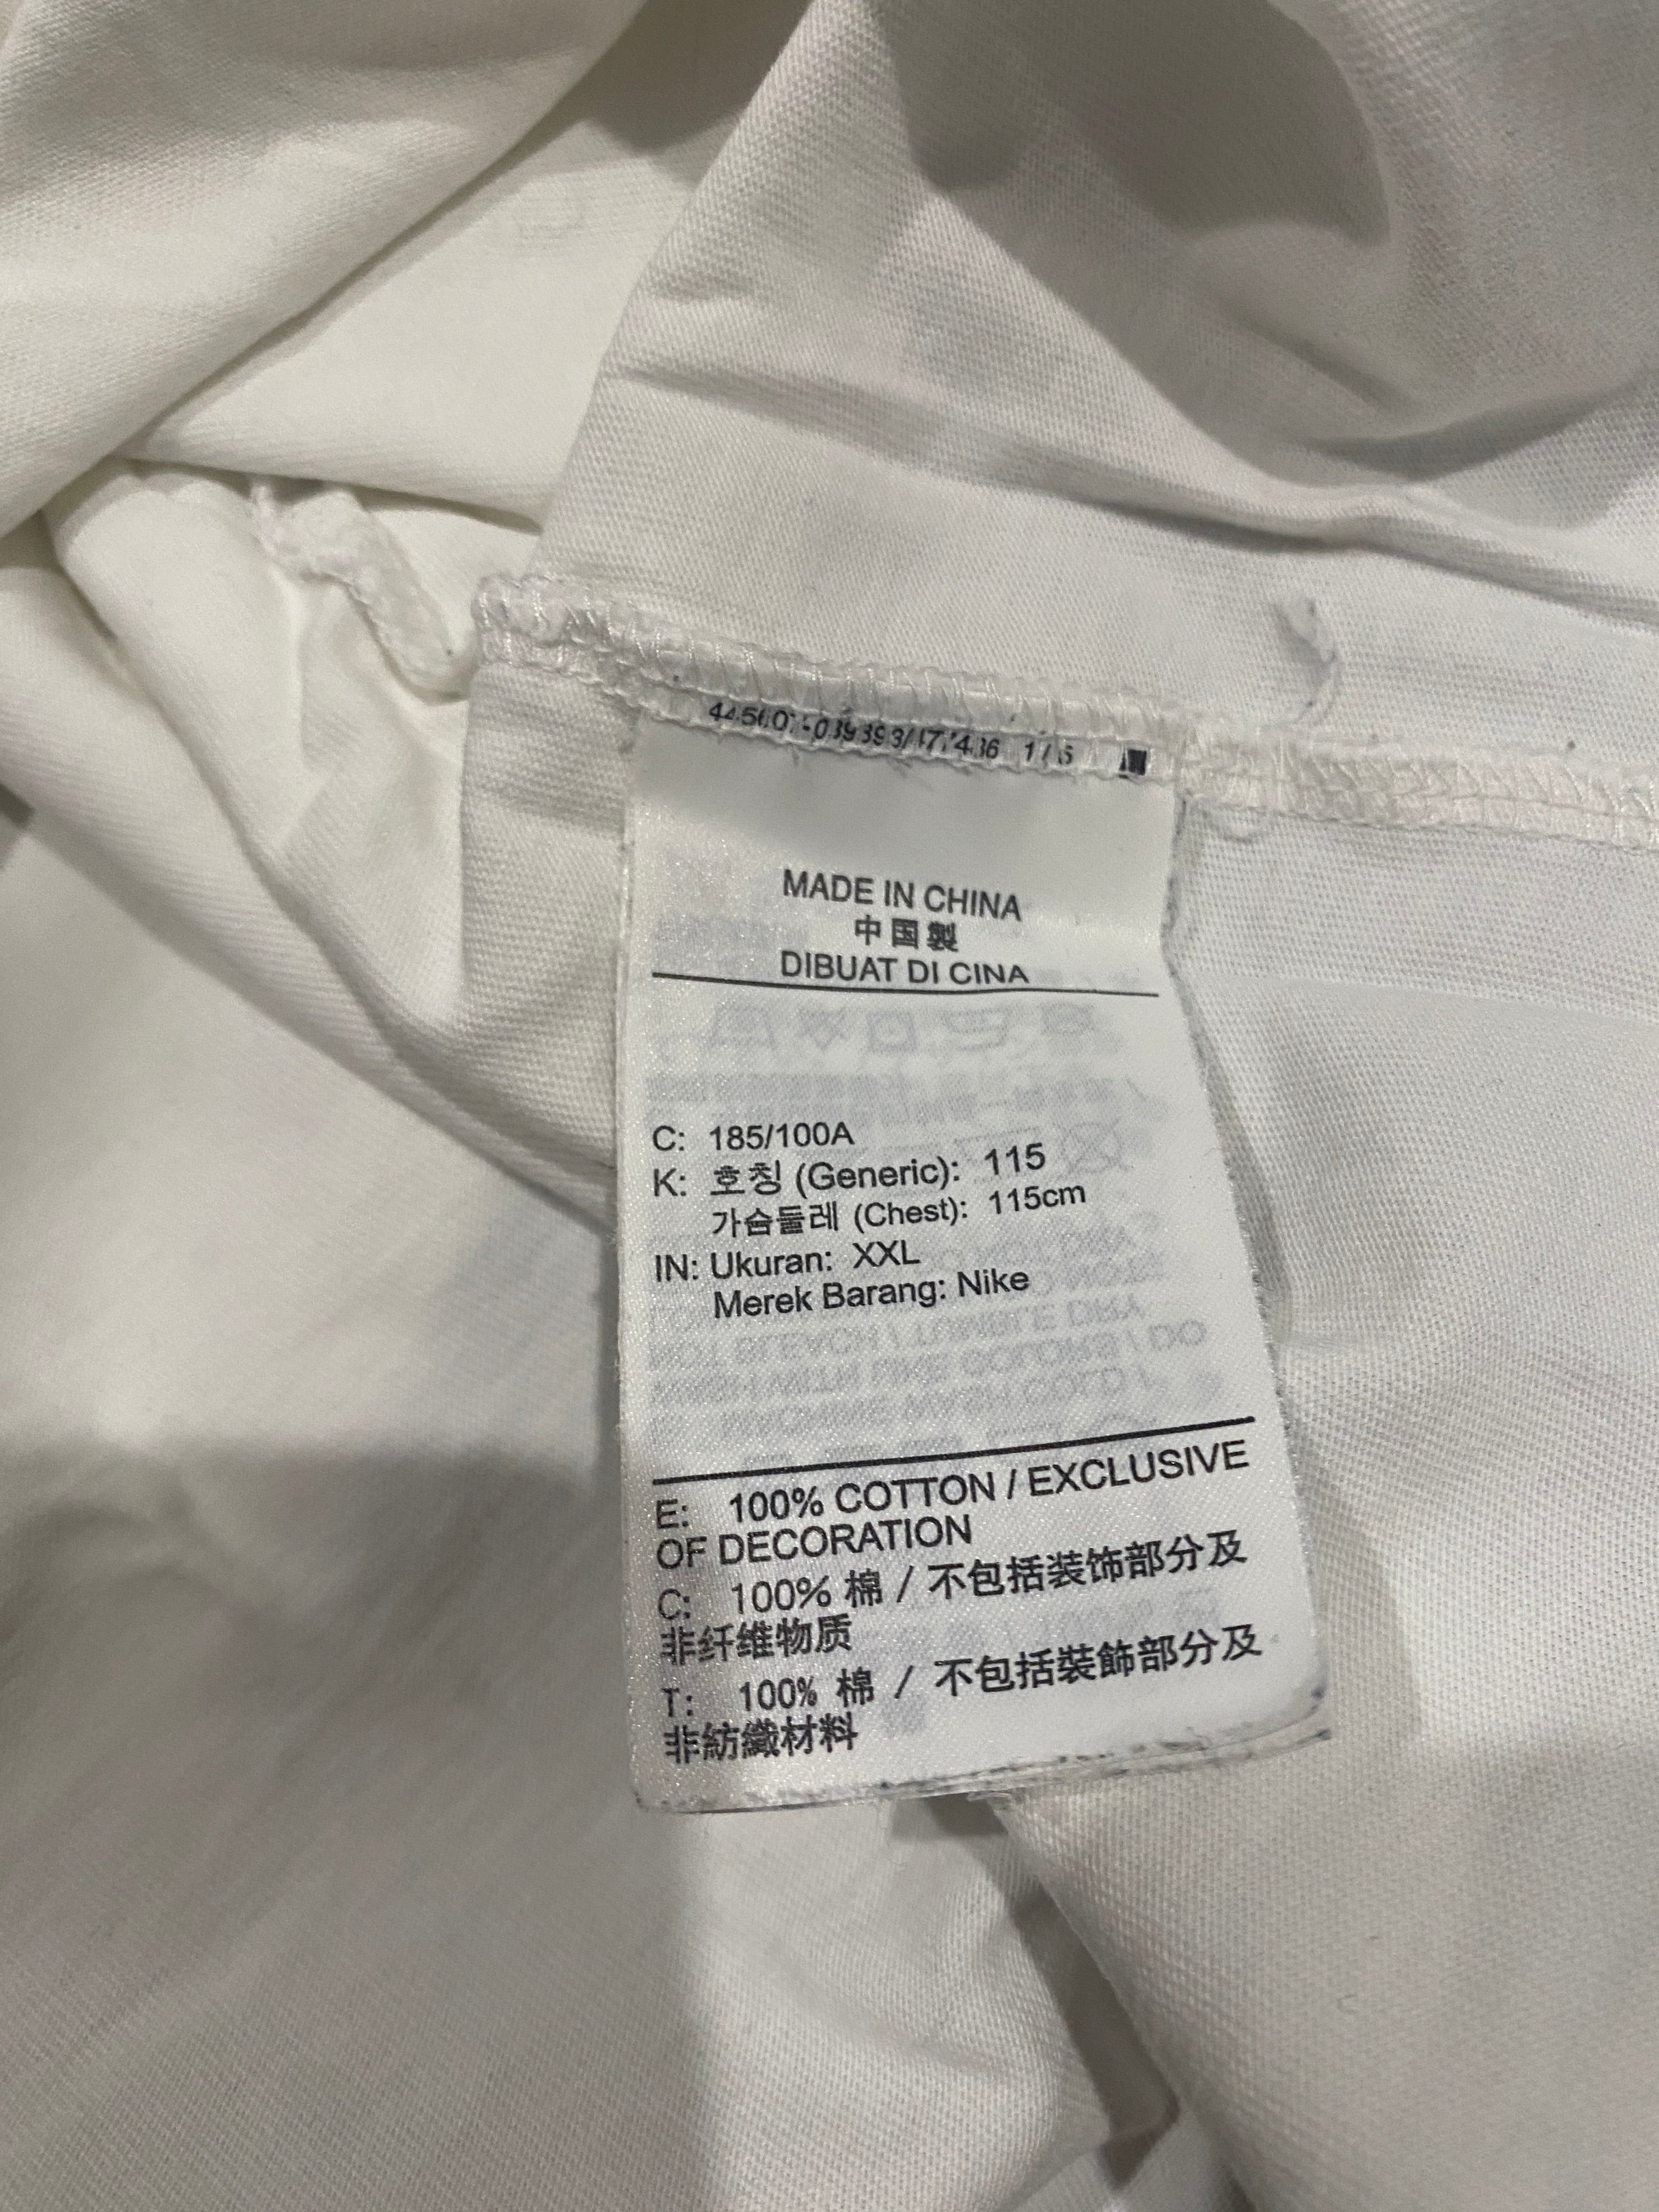 1/5
MADE IN CHINA
中国製
DIBUAT DI CINA
C: 185/100A
K: 호칭 (Generic): 115
가슴둘레 (Chest): 115cm
IN: Ukuran: XXL
Merek Barang: Nike
E: 100% COTTON / EXCLUSIVE
OF DECORATION
C: 100% 棉 / 不包括装饰部分及
非纤维物质
T: 100% 棉 / 不包括裝飾部分及
非紡織材料